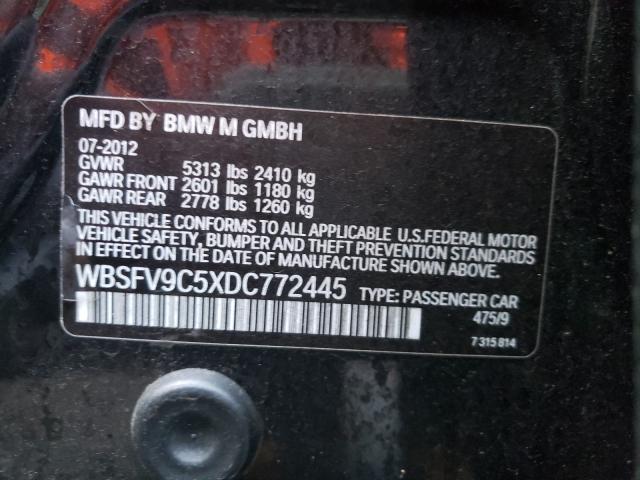 MFD BY BMW M GMBH
07-2012
GVWR 5313 lbs 2410 kg
GAWR FRONT 2601 lbs 1180 kg
GAWR REAR 2778 lbs 1260 kg
THIS VEHICLE CONFORMS TO ALL APPLICABLE U.S.FEDERAL MOTOR
VEHICLE SAFETY, BUMPER AND THEFT PREVENTION STANDARDS
IN EFFECT ON THE DATE OF MANUFACTURE SHOWN ABOVE.
WBSFV9C5XDC772445 TYPE: PASSENGER CAR
475/9
7 315 814